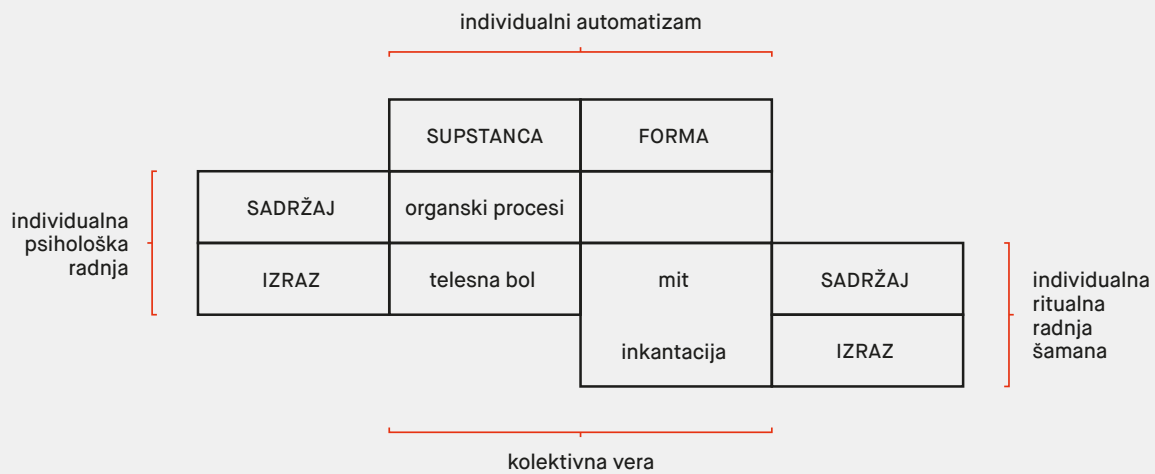 individualni automatizam
SUPSTANCA FORMA
individualna
psihološka
radnja
SADRŽAJ organski procesi
IZRAZ telesna bol mit SADRŽAJ
inkantacija IZRAZ
individualna
ritualna
radnja
šamana
kolektivna vera